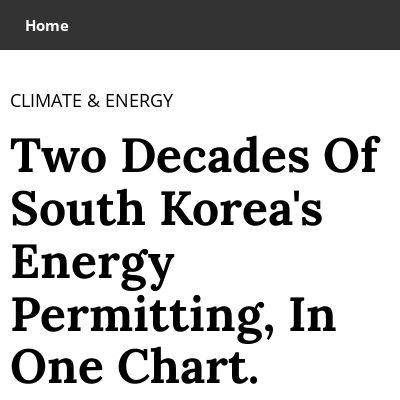 Home
CLIMATE & ENERGY
Two Decades Of
South Korea's
Energy
Permitting, In
One Chart.